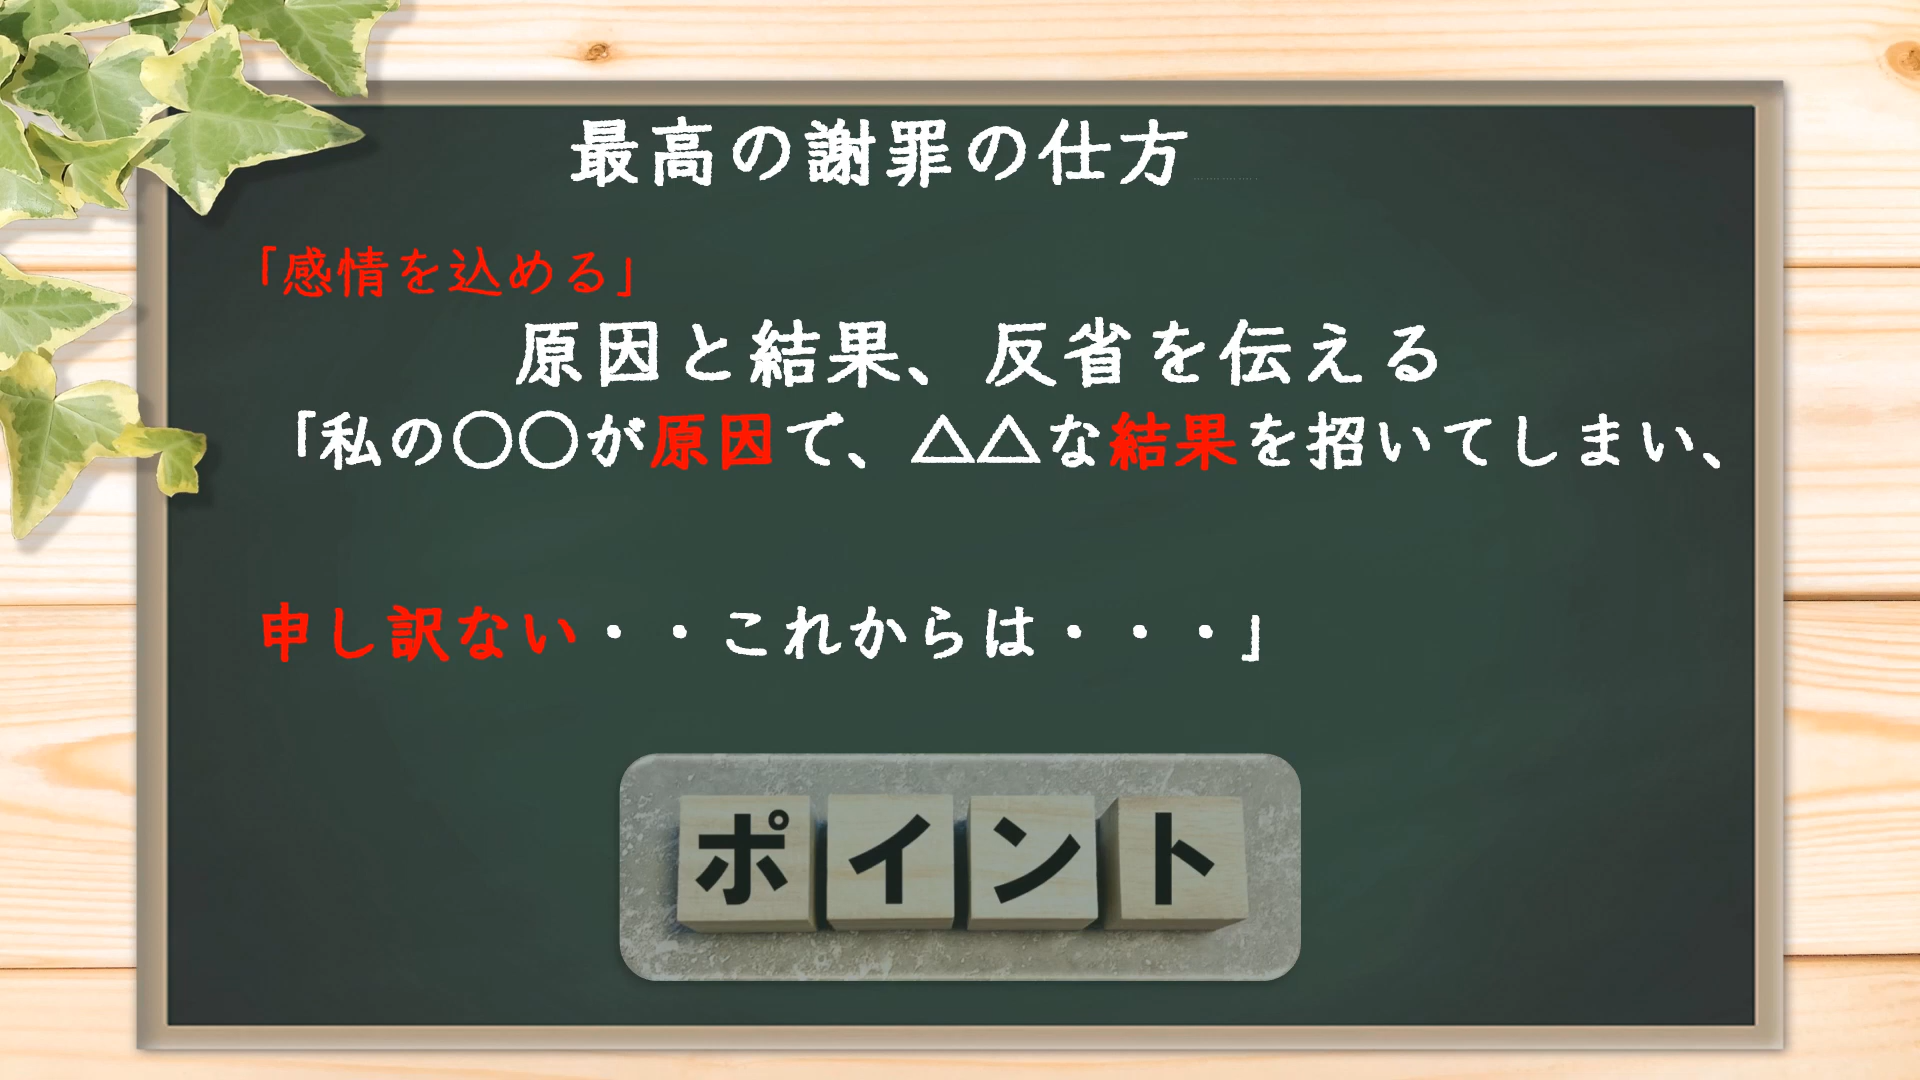 最高の謝罪の仕方
「感情を込める」
原因と結果、反省を伝える
「私の〇〇が原因で、△△な結果を招いてしまい、
申し訳ない・・これからは・・・」
ポイント